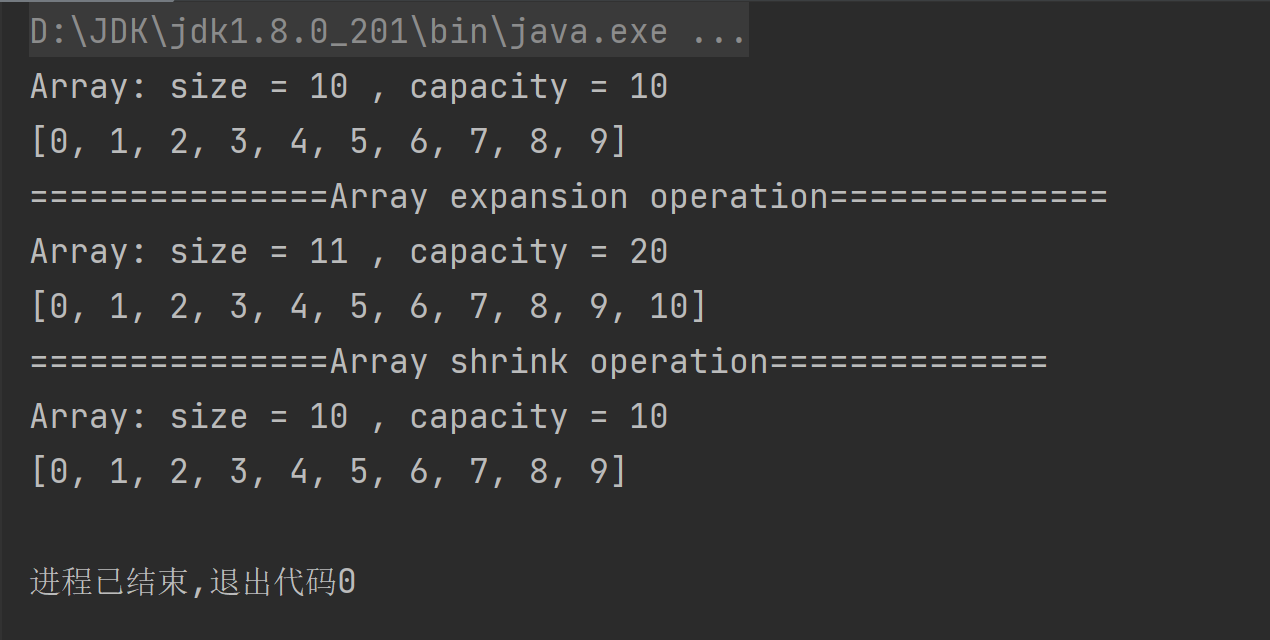 D:\JDK\jdk1.8.0_201\bin\java.exe ...
Array: size = 10 , capacity = 10
[0, 1, 2, 3, 4, 5, 6, 7, 8, 9]
===============Array expansion operation==============
Array: size = 11 , capacity = 20
[0, 1, 2, 3, 4, 5, 6, 7, 8, 9, 10]
===============Array shrink operation==============
Array: size = 10 , capacity = 10
[0, 1, 2, 3, 4, 5, 6, 7, 8, 9]
进程已结束,退出代码0